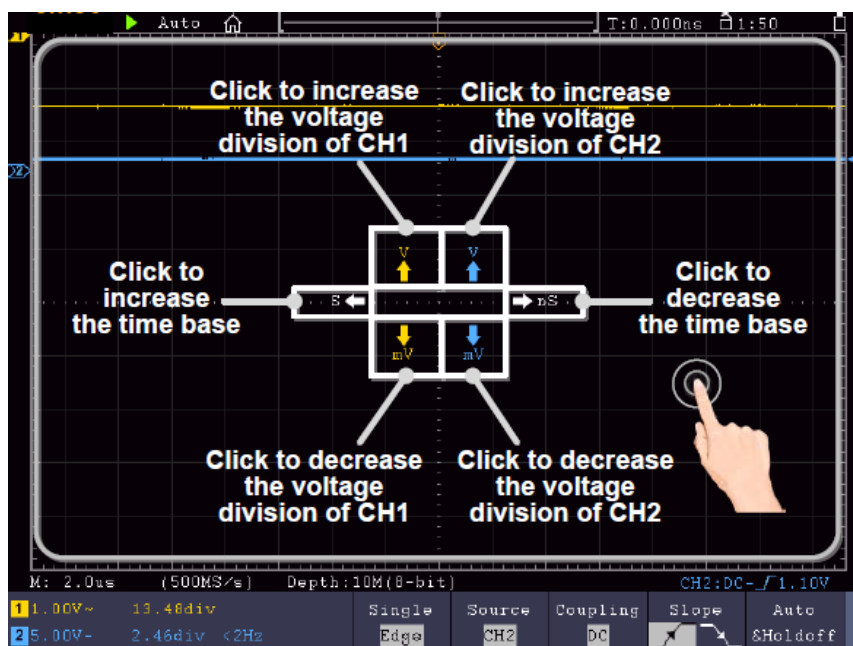 Auto T:0.000ns 1:50
1
Click to increase
the voltage
division of CH1
Click to increase
the voltage
division of CH2
2
V V
Click to
increase
the time base
S nS
Click to
decrease
the time base
mV mV
Click to decrease
the voltage
division of CH1
Click to decrease
the voltage
division of CH2
M: 2.0us (500MS/s) Depth:10M(8-bit) CH2:DC- 1.10V
1 1.00V~ 13.48div Single Source Coupling Slope Auto
2 5.00V- 2.46div <2Hz Edge CH2 DC &Holdoff